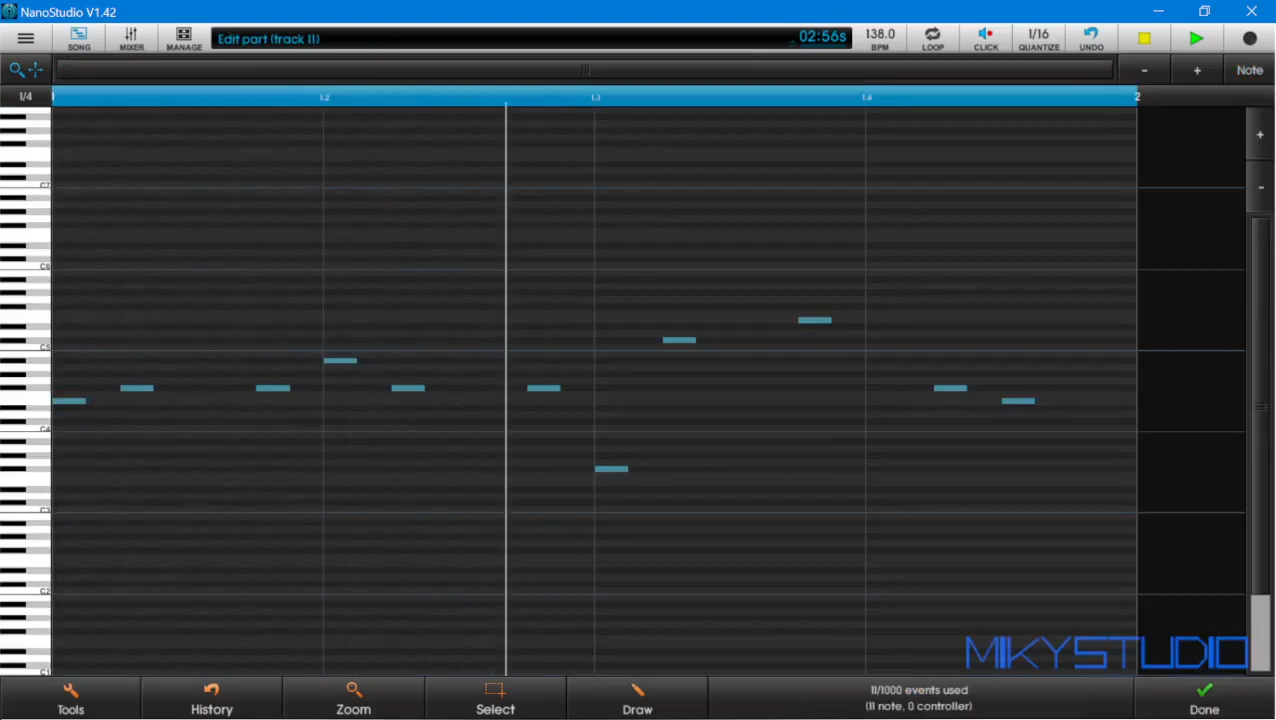 NanoStudio V1.42
SONG MIXER MANAGE Edit part (track 11) 02:56s 138.0 BPM LOOP CLICK 1/16 QUANTIZE UNDO
- + Note
1/4 1 1.2 1.3 1.4 2
+
C7
-
C6
C5
C4
C3
C2
MIKYSTUDIO
C1
Tools History Zoom Select Draw 11/1000 events used
(11 note, 0 controller) Done